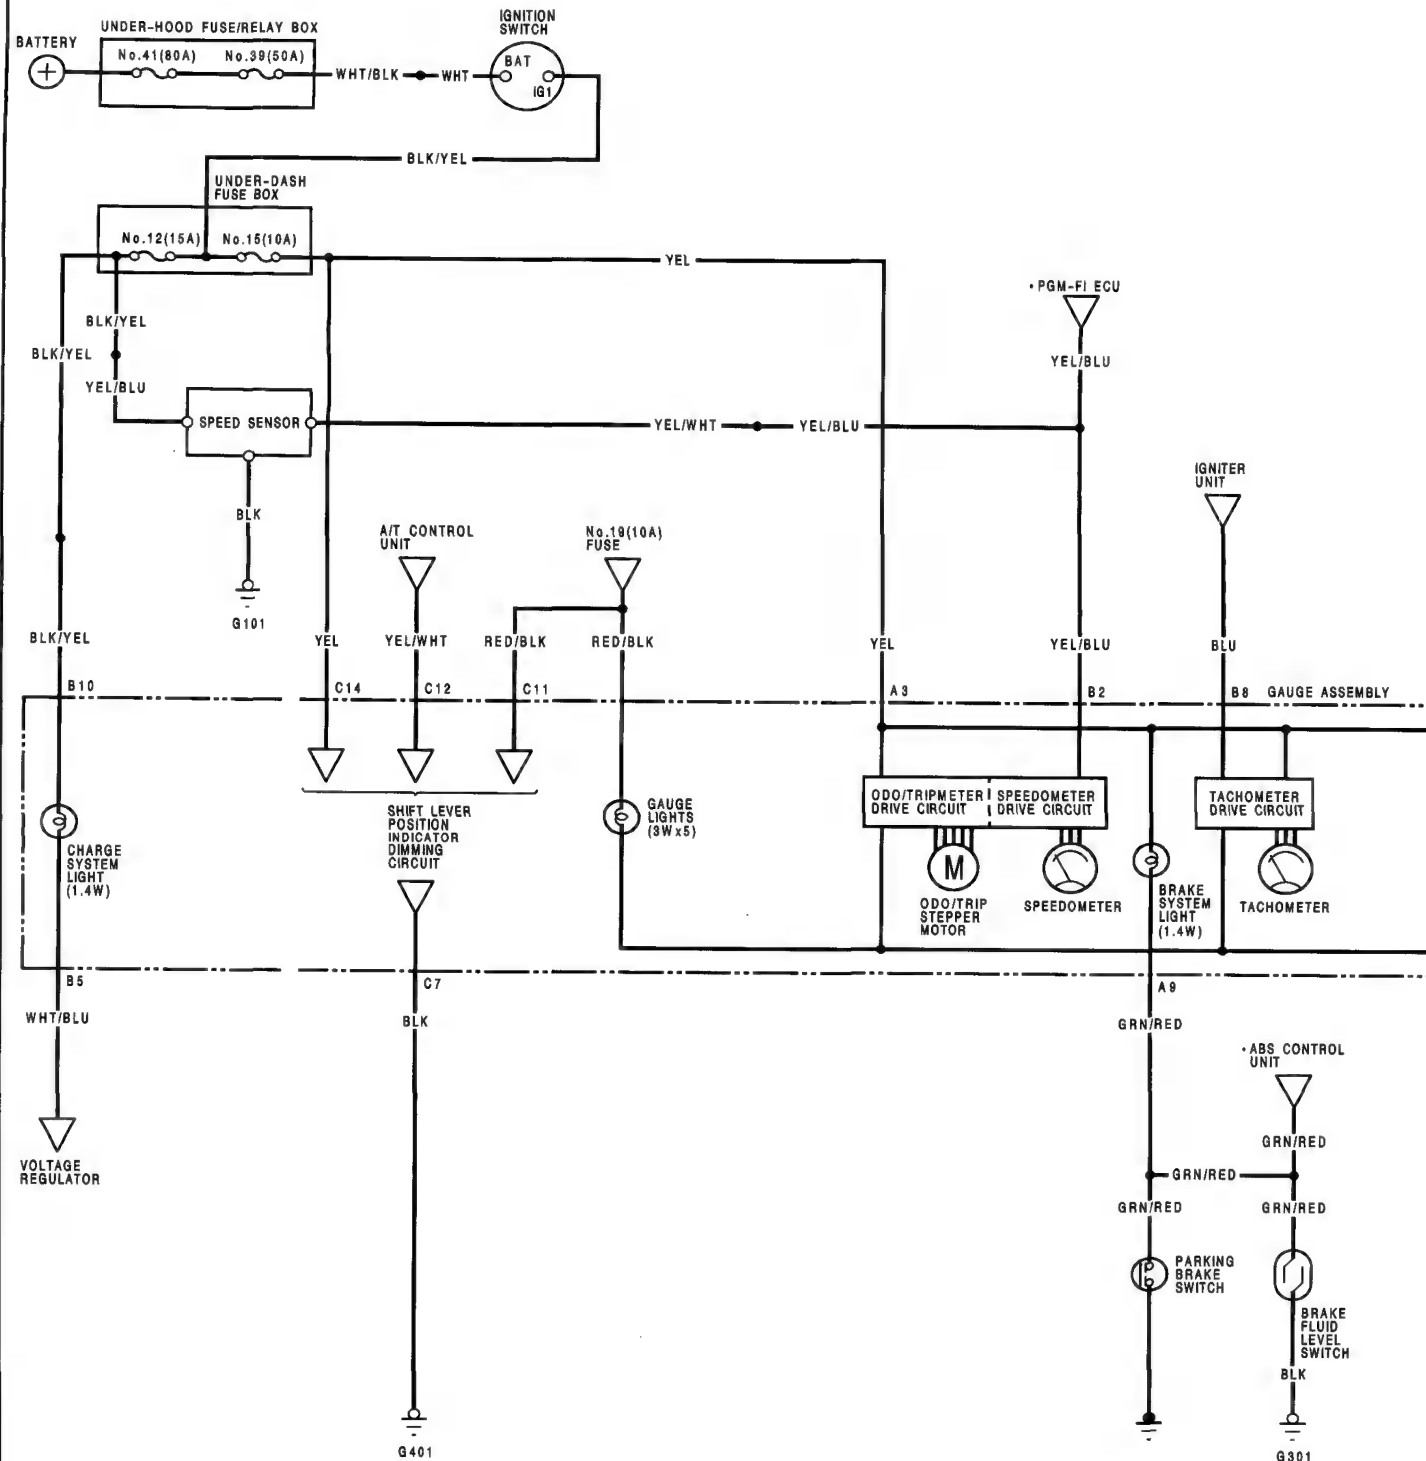 IGNITION
SWITCH
UNDER-HOOD FUSE/RELAY BOX
BATTERY
No.41(80A)
No.39(50A)
BAT
+
WHT/BLK
WHT
IG1
BLK/YEL
UNDER-DASH
FUSE BOX
No.12(15A)
No.15(10A)
YEL
• PGM-FI ECU
BLK/YEL
BLK/YEL
YEL/BLU
YEL/BLU
SPEED SENSOR
YEL/WHT
YEL/BLU
IGNITER
UNIT
BLK
A/T CONTROL
UNIT
No.19(10A)
FUSE
G101
BLK/YEL
YEL
YEL/WHT
RED/BLK
RED/BLK
YEL
YEL/BLU
BLU
B10
C14
C12
C11
A3
B2
B8
GAUGE ASSEMBLY
ODO/TRIPMETER
DRIVE CIRCUIT
SPEEDOMETER
DRIVE CIRCUIT
TACHOMETER
DRIVE CIRCUIT
SHIFT LEVER
POSITION
INDICATOR
DIMMING
CIRCUIT
GAUGE
LIGHTS
(3Wx5)
CHARGE
SYSTEM
LIGHT
(1.4W)
M
ODO/TRIP
STEPPER
MOTOR
SPEEDOMETER
BRAKE
SYSTEM
LIGHT
(1.4W)
TACHOMETER
B5
C7
A9
WHT/BLU
BLK
GRN/RED
• ABS CONTROL
UNIT
VOLTAGE
REGULATOR
GRN/RED
GRN/RED
GRN/RED
GRN/RED
PARKING
BRAKE
SWITCH
BRAKE
FLUID
LEVEL
SWITCH
BLK
G401
G301